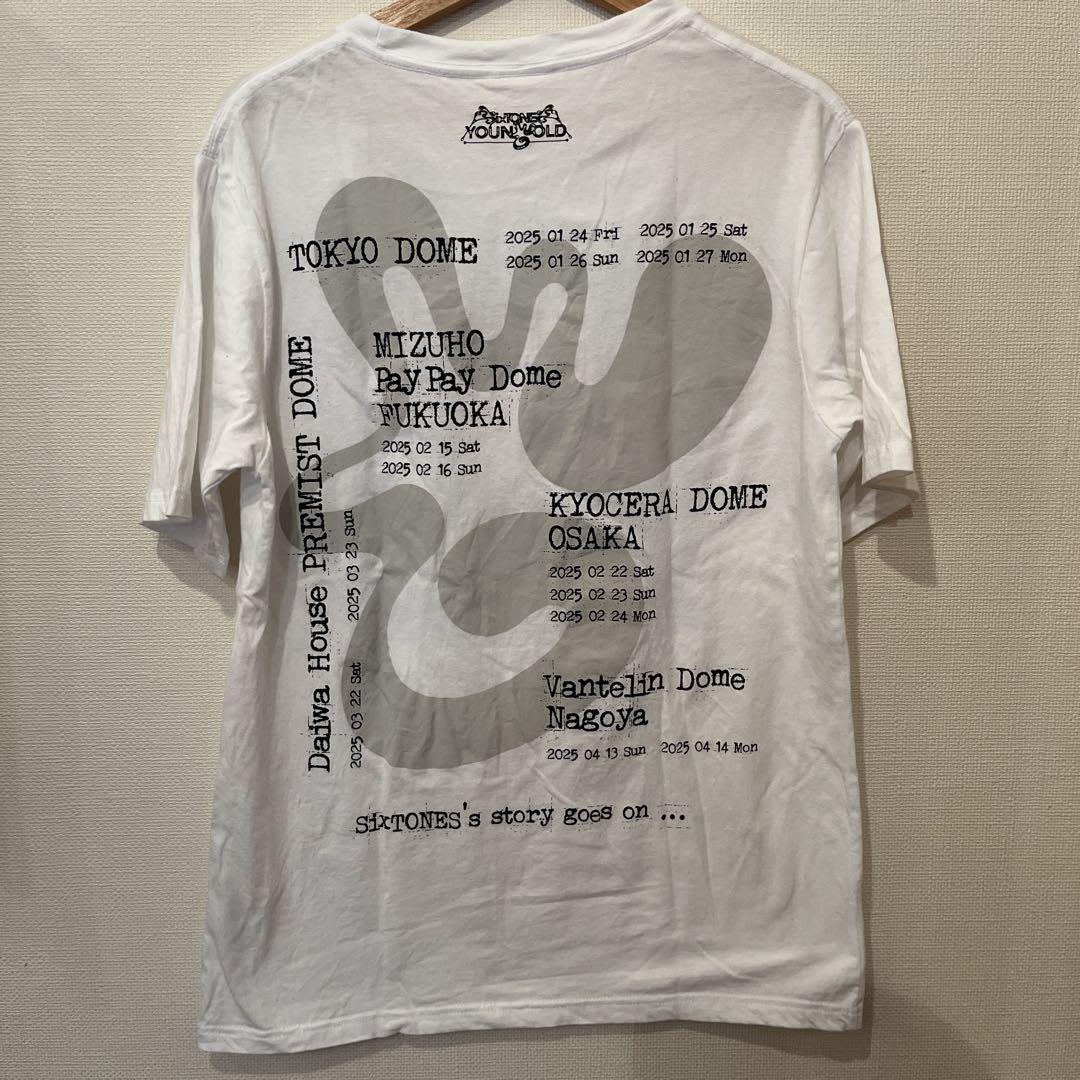 SixTONES
YOUNG OLD
TOKYO DOME
2025 01 24 Fri 2025 01 25 Sat
2025 01 26 Sun 2025 01 27 Mon
MIZUHO
PayPay Dome
FUKUOKA
2025 02 15 Sat
2025 02 16 Sun
Daiwa House PREMIST DOME
2025 03 22 Sat 2025 03 23 Sun
KYOCERA DOME
OSAKA
2025 02 22 Sat
2025 02 23 Sun
2025 02 24 Mon
Vantelin Dome
Nagoya
2025 04 13 Sun 2025 04 14 Mon
SixTONES's story goes on ...